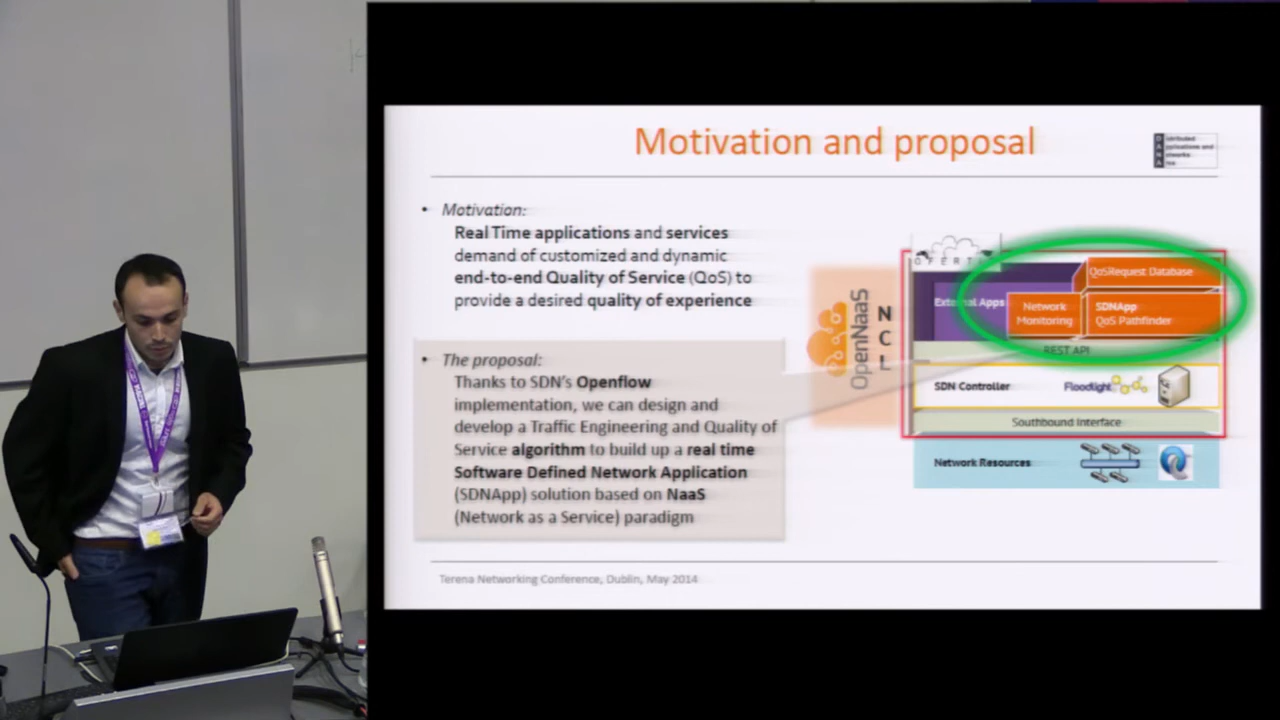 Motivation and proposal
• Motivation:
Real Time applications and services
demand of customized and dynamic
end-to-end Quality of Service (QoS) to
provide a desired quality of experience
• The proposal:
Thanks to SDN's Openflow
implementation, we can design and
develop a Traffic Engineering and Quality of
Service algorithm to build up a real time
Software Defined Network Application
(SDNApp) solution based on NaaS
(Network as a Service) paradigm
OpenNaaS
NCL
OFERTIE
External Apps
QoSRequest Database
Network
Monitoring
SDNApp
QoS Pathfinder
REST API
SDN Controller
Floodlight
Southbound Interface
Network Resources
Terena Networking Conference, Dublin, May 2014